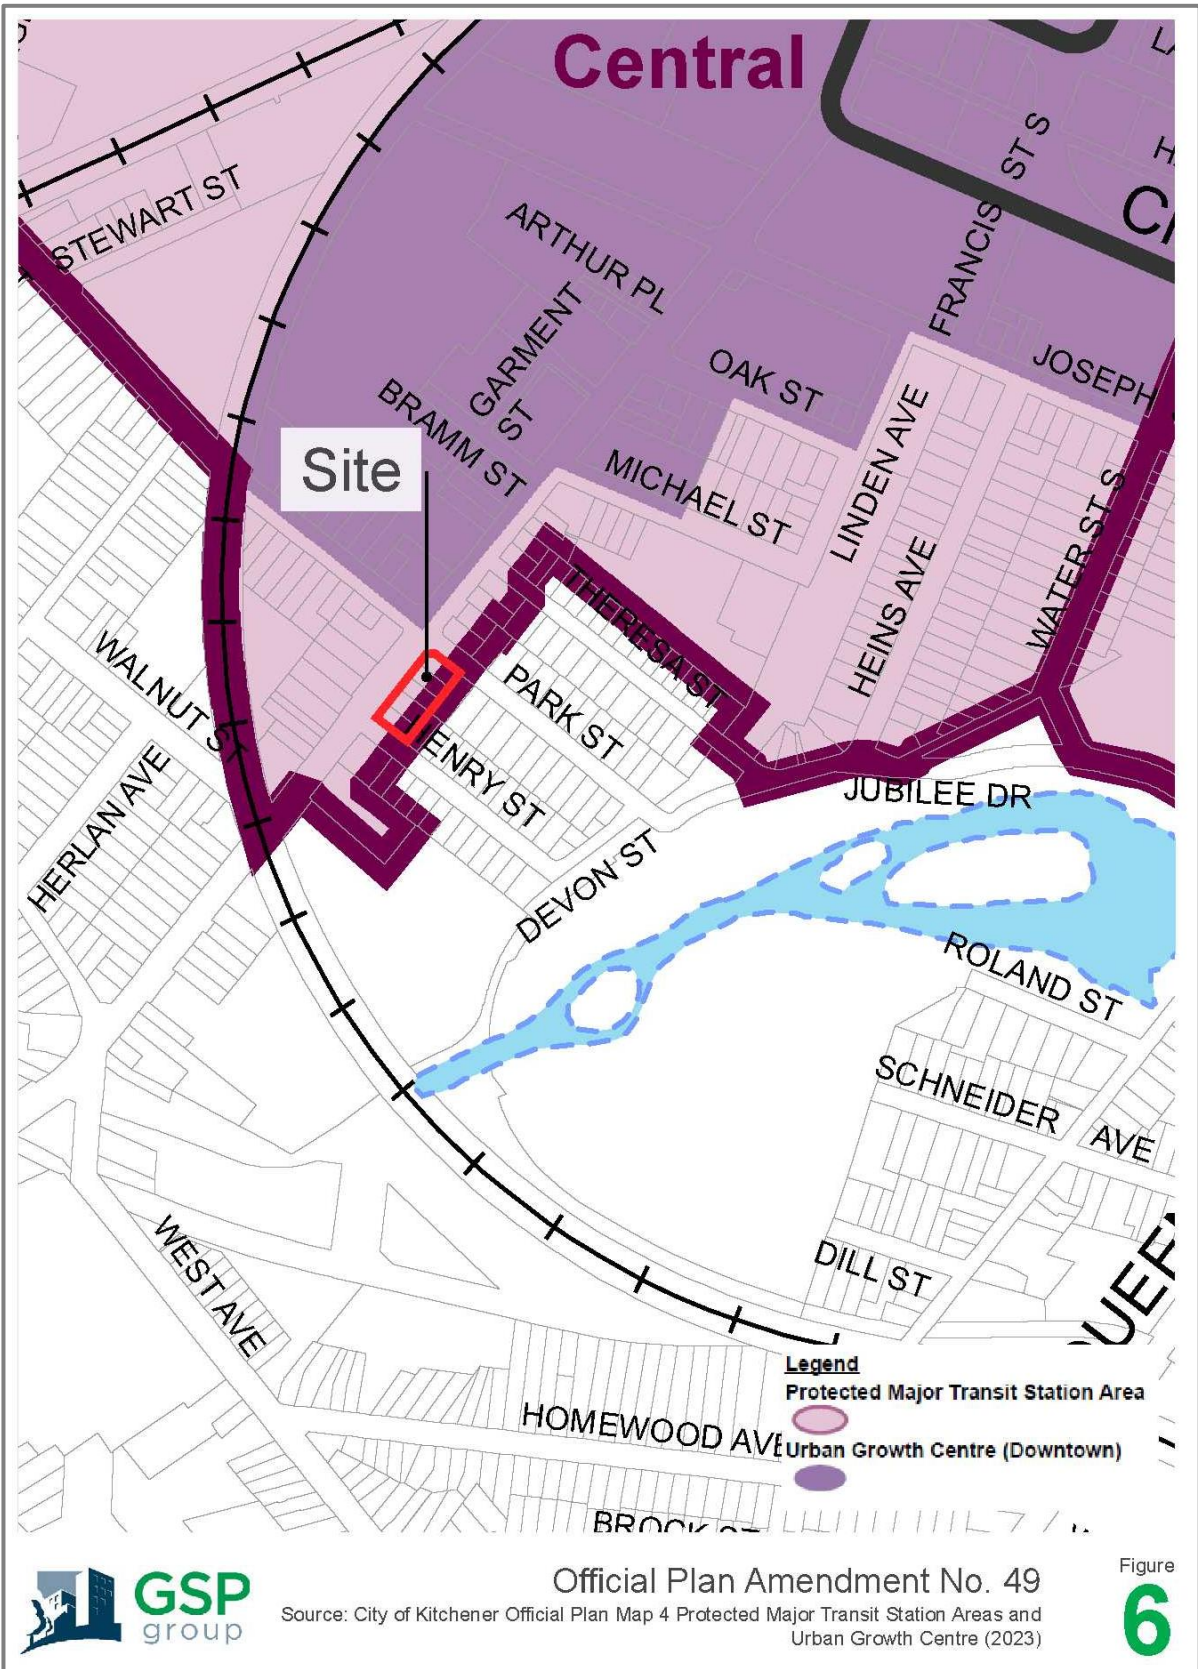 Central
STEWART ST
ARTHUR PL
FRANCIS ST S
GARMENT
ST
OAK ST
JOSEPH
BRAMM ST
Site
MICHAEL ST
LINDEN AVE
HEINS AVE
WATER ST S
THERESA ST
PARK ST
WALNUT ST
HENRY ST
HERLAN AVE
JUBILEE DR
DEVON ST
ROLAND ST
SCHNEIDER AVE
DILL ST
WEST AVE
HOMEWOOD AVE
Legend
Protected Major Transit Station Area
Urban Growth Centre (Downtown)
BROCK ST
GSP
group
Official Plan Amendment No. 49
Source: City of Kitchener Official Plan Map 4 Protected Major Transit Station Areas and
Urban Growth Centre (2023)
Figure
6